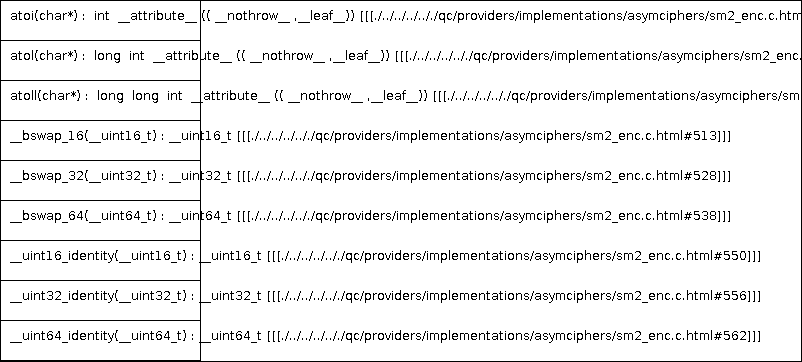 atoi(char*) : int __attribute__ (( __nothrow__ ,__leaf__)) [[[./../../../../../qc/providers/implementations/asymciphers/sm2_enc.c.htm
atol(char*) : long int __attribute__ (( __nothrow__ ,__leaf__)) [[[./../../../../../qc/providers/implementations/asymciphers/sm2_enc.
atoll(char*) : long long int __attribute__ (( __nothrow__ ,__leaf__)) [[[./../../../../../qc/providers/implementations/asymciphers/sm
__bswap_16(__uint16_t) : __uint16_t [[[./../../../../../qc/providers/implementations/asymciphers/sm2_enc.c.html#513]]]
__bswap_32(__uint32_t) : __uint32_t [[[./../../../../../qc/providers/implementations/asymciphers/sm2_enc.c.html#528]]]
__bswap_64(__uint64_t) : __uint64_t [[[./../../../../../qc/providers/implementations/asymciphers/sm2_enc.c.html#538]]]
__uint16_identity(__uint16_t) : __uint16_t [[[./../../../../../qc/providers/implementations/asymciphers/sm2_enc.c.html#550]]]
__uint32_identity(__uint32_t) : __uint32_t [[[./../../../../../qc/providers/implementations/asymciphers/sm2_enc.c.html#556]]]
__uint64_identity(__uint64_t) : __uint64_t [[[./../../../../../qc/providers/implementations/asymciphers/sm2_enc.c.html#562]]]